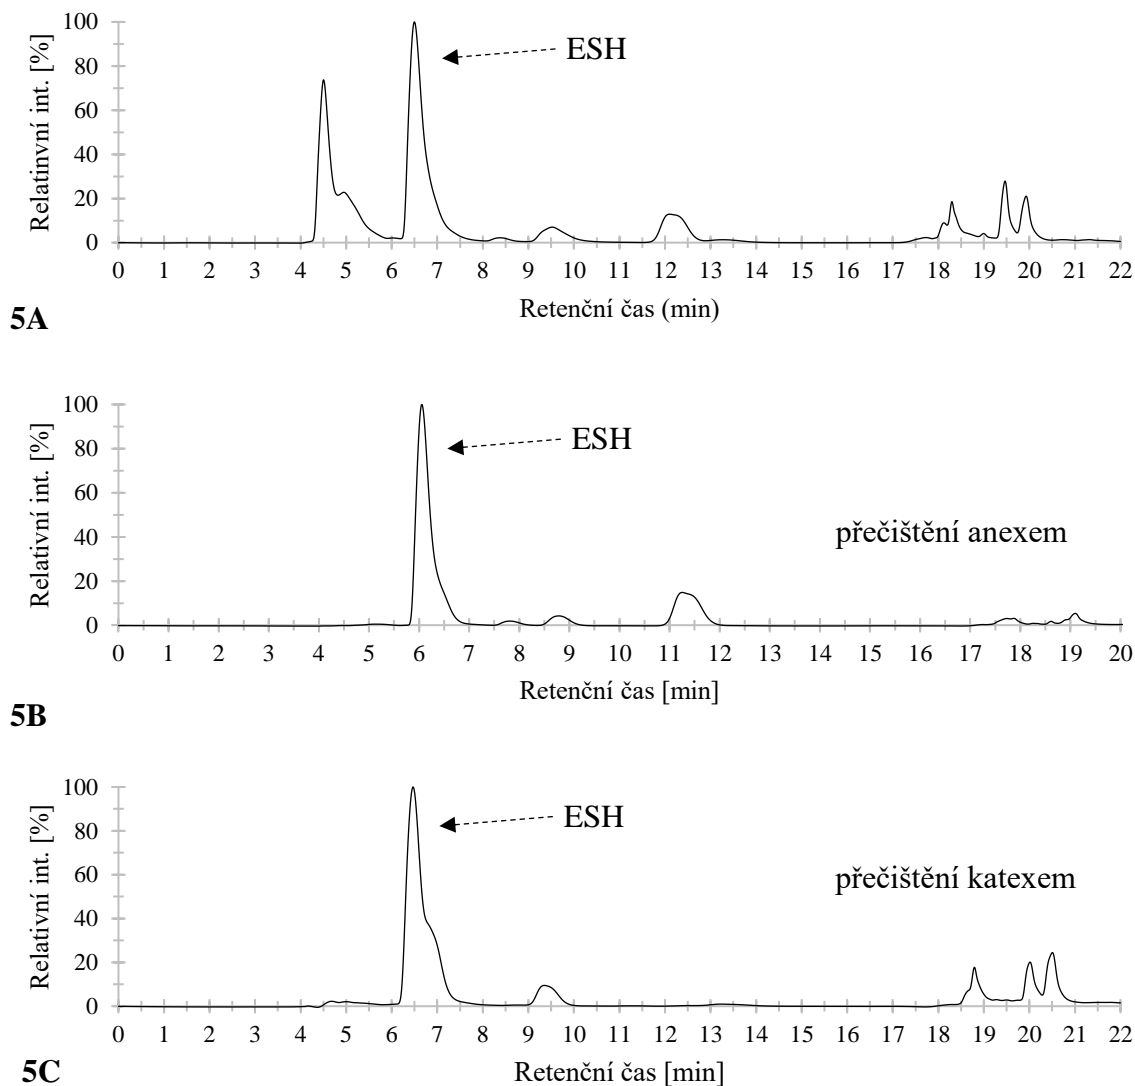 Relatinvní int. [%]
100
80
60
40
20
0
ESH
0 1 2 3 4 5 6 7 8 9 10 11 12 13 14 15 16 17 18 19 20 21 22
Retenční čas (min)
5A
Relativní int. [%]
100
80
60
40
20
0
ESH
přečištění anexem
0 1 2 3 4 5 6 7 8 9 10 11 12 13 14 15 16 17 18 19 20
Retenční čas [min]
5B
Relativní int. [%]
100
80
60
40
20
0
ESH
přečištění katexem
0 1 2 3 4 5 6 7 8 9 10 11 12 13 14 15 16 17 18 19 20 21 22
Retenční čas [min]
5C